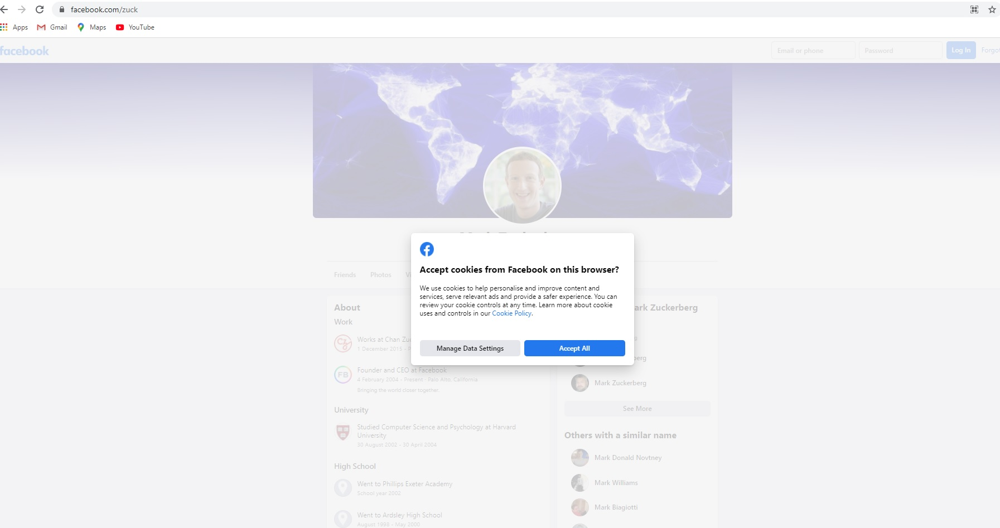 facebook.com/zuck
Apps Gmail Maps YouTube
facebook
Email or phone Password Log In
Accept cookies from Facebook on this browser?
We use cookies to help personalise and improve content and
services, serve relevant ads and provide a safer experience. You can
review your cookie controls at any time. Learn more about cookie
uses and controls in our Cookie Policy.
Manage Data Settings Accept All
Friends Photos
About
Work
Works at Chan
1 December 2015 -
FB
Founder and CEO at Facebook
4 February 2004 - Present · Palo Alto, California
Bringing the world closer together.
University
Studied Computer Science and Psychology at Harvard
University
30 August 2002 - 30 April 2004
High School
Went to Phillips Exeter Academy
School year 2002
Went to Ardsley High School
August 1998 - May 2000
Zuckerberg
Mark Zuckerberg
See More
Others with a similar name
Mark Donald Novtney
Mark Williams
Mark Biagiotti